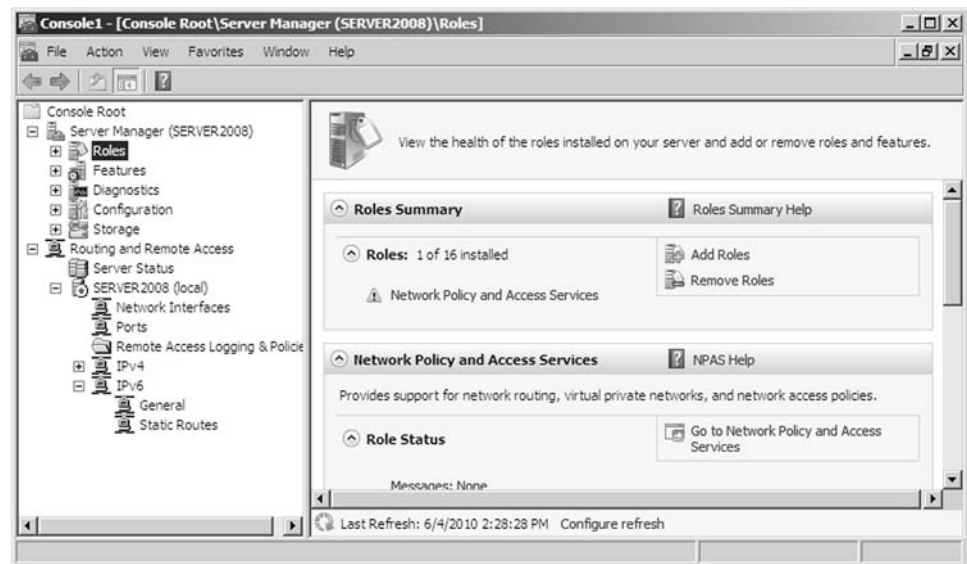 Console1 - [Console Root\Server Manager (SERVER2008)\Roles]
File Action View Favorites Window Help
Console Root
Server Manager (SERVER2008)
Roles
Features
Diagnostics
Configuration
Storage
Routing and Remote Access
Server Status
SERVER2008 (local)
Network Interfaces
Ports
Remote Access Logging & Policie
IPv4
IPv6
General
Static Routes
View the health of the roles installed on your server and add or remove roles and features.
Roles Summary
Roles Summary Help
Roles: 1 of 16 installed
Add Roles
Remove Roles
Network Policy and Access Services
Network Policy and Access Services
NPAS Help
Provides support for network routing, virtual private networks, and network access policies.
Role Status
Go to Network Policy and Access
Services
Messages: None
Last Refresh: 6/4/2010 2:28:28 PM Configure refresh